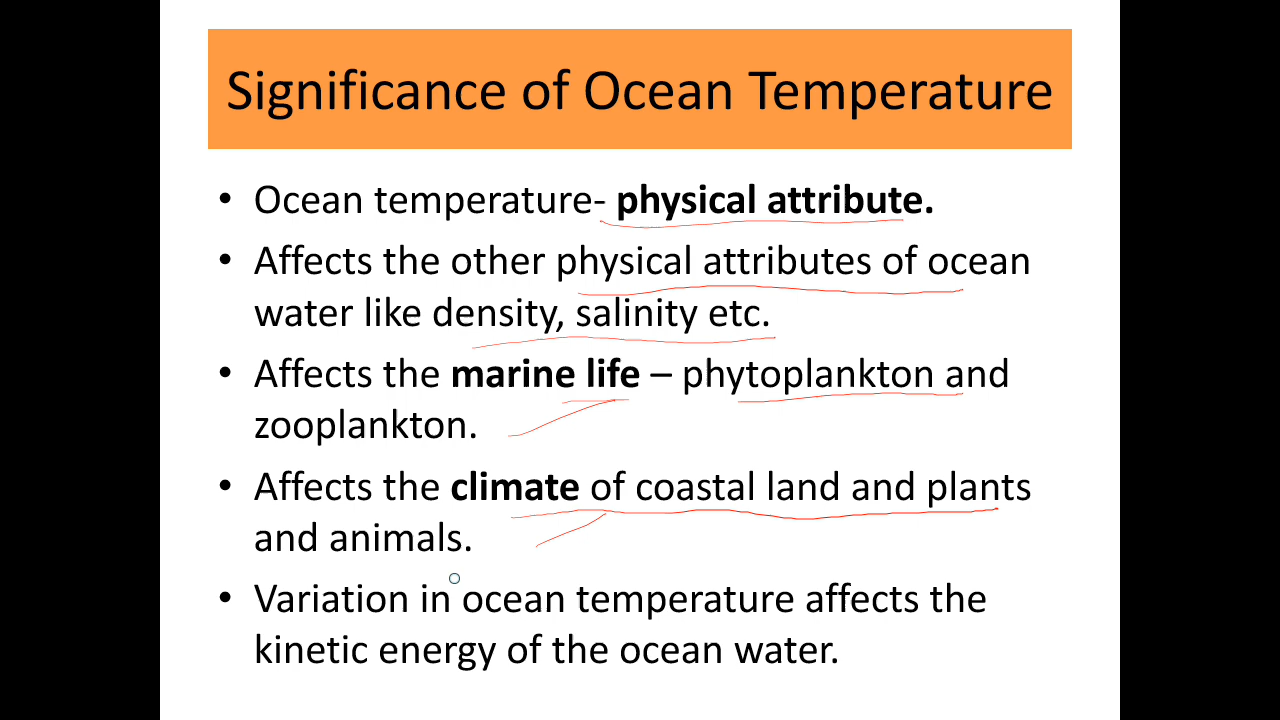 Significance of Ocean Temperature
• Ocean temperature- physical attribute.
• Affects the other physical attributes of ocean
water like density, salinity etc.
• Affects the marine life – phytoplankton and
zooplankton.
• Affects the climate of coastal land and plants
and animals.
• Variation in ocean temperature affects the
kinetic energy of the ocean water.